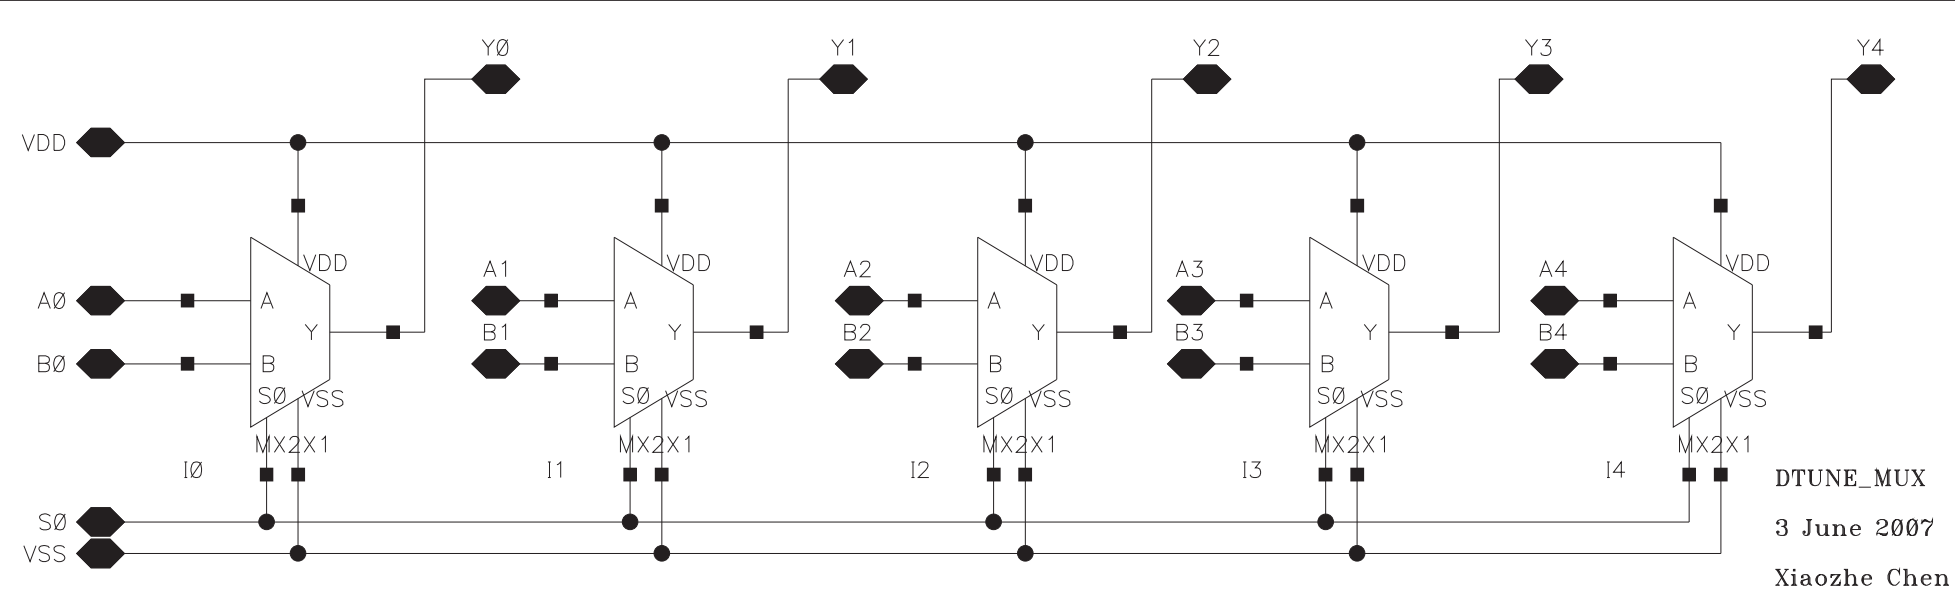 Y0 Y1 Y2 Y3 Y4
VDD
VDD VDD VDD VDD VDD
A1 A2 A3 A4
A0 A A A A A
Y Y Y Y Y
B1 B2 B3 B4
B0 B B B B B
S0 VSS S0 VSS S0 VSS S0 VSS S0 VSS
MX2X1 MX2X1 MX2X1 MX2X1 MX2X1
I0 I1 I2 I3 I4
DTUNE_MUX
S0
3 June 2007
VSS
Xiaozhe Chen